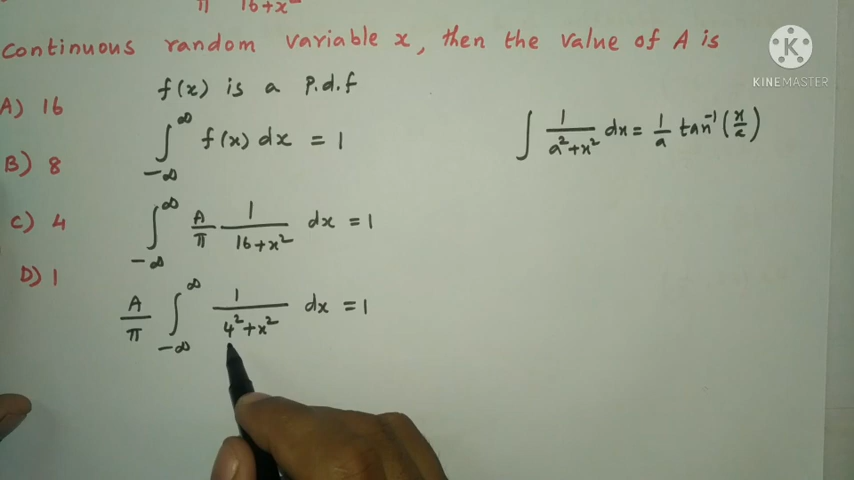 π 16+x²
continuous random variable x, then the value of A is
f(x) is a P.d.f
A) 16
B) 8
C) 4
D) 1
∫_{-∞}^{∞} f(x) dx = 1
∫_{-∞}^{∞} A/π 1/(16+x²) dx = 1
A/π ∫_{-∞}^{∞} 1/(4²+x²) dx = 1
∫ 1/(a²+x²) dx = 1/a tan⁻¹(x/a)
K
KINEMASTER